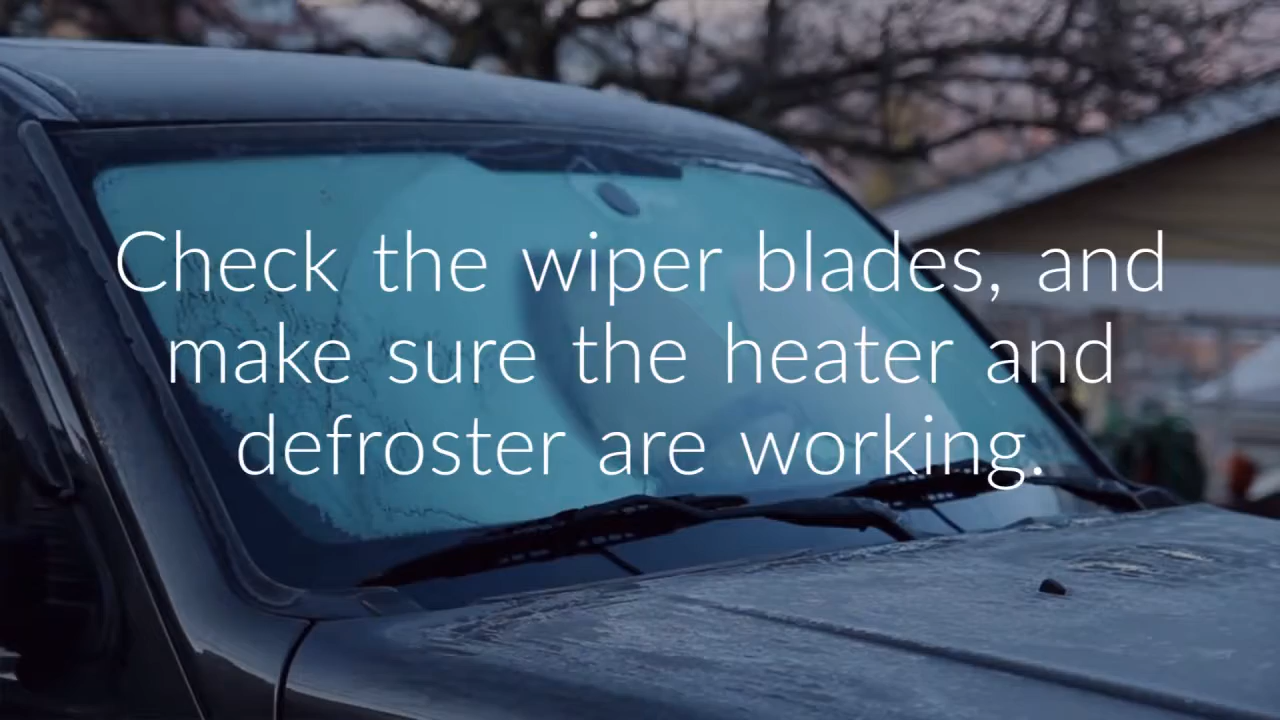 Check the wiper blades, and
make sure the heater and
defroster are working.